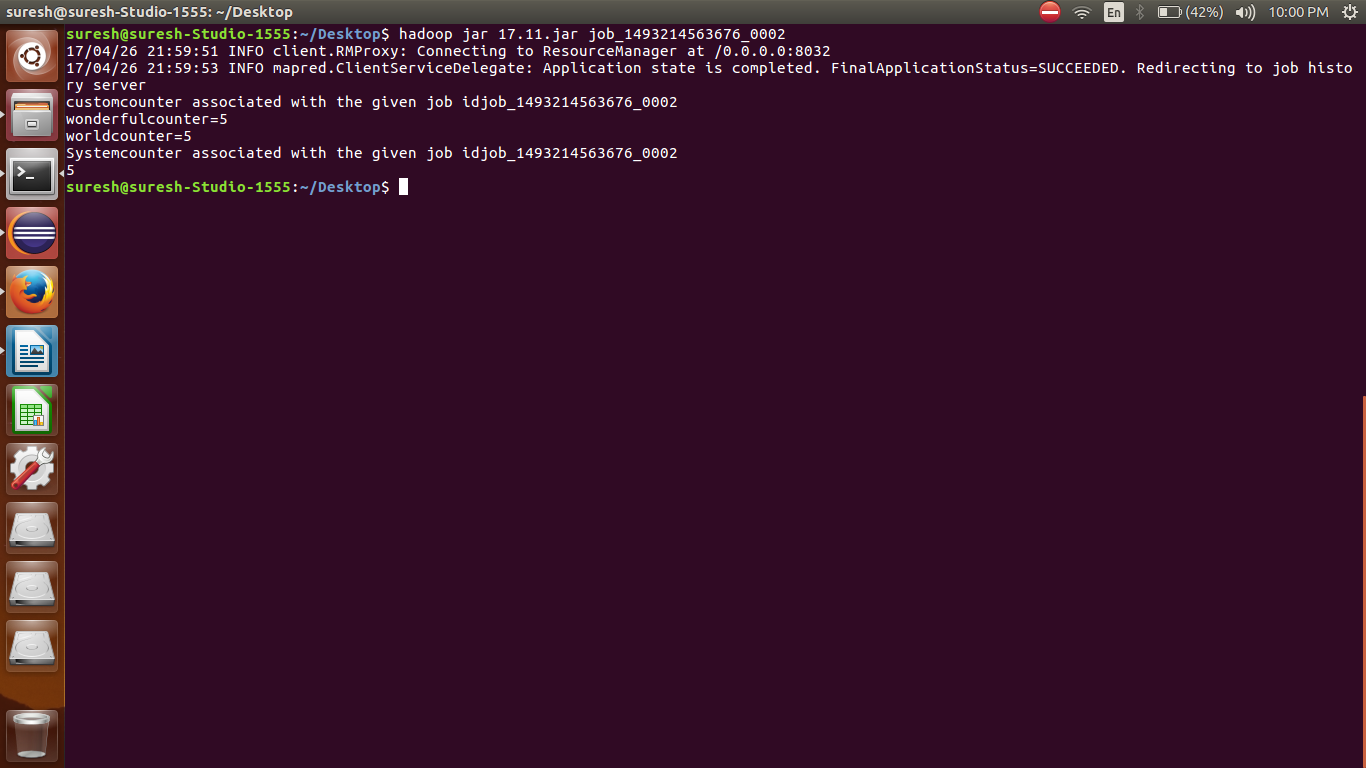 suresh@suresh-Studio-1555: ~/Desktop
En
(42%)
10:00 PM
suresh@suresh-Studio-1555:~/Desktop$ hadoop jar 17.11.jar job_1493214563676_0002
17/04/26 21:59:51 INFO client.RMProxy: Connecting to ResourceManager at /0.0.0.0:8032
17/04/26 21:59:53 INFO mapred.ClientServiceDelegate: Application state is completed. FinalApplicationStatus=SUCCEEDED. Redirecting to job histo
ry server
customcounter associated with the given job idjob_1493214563676_0002
wonderfulcounter=5
worldcounter=5
Systemcounter associated with the given job idjob_1493214563676_0002
5
suresh@suresh-Studio-1555:~/Desktop$